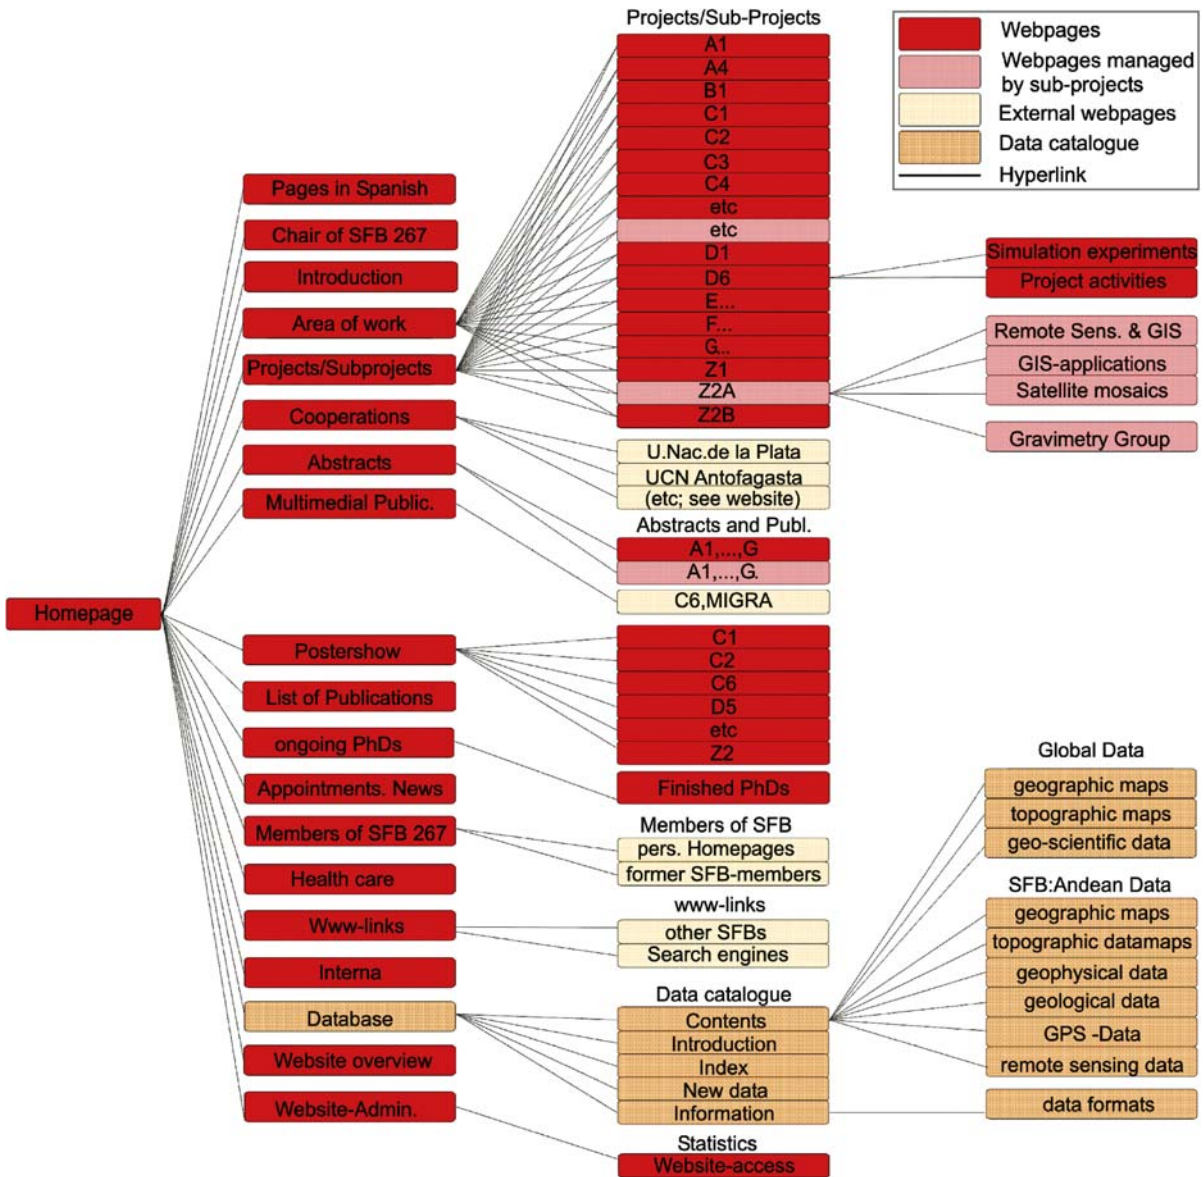 Projects/Sub-Projects
A1
A4
B1
C1
C2
C3
C4
etc
etc
D1
D6
E...
F...
G...
Z1
Z2A
Z2B
Webpages
Webpages managed
by sub-projects
External webpages
Data catalogue
Hyperlink
Pages in Spanish
Chair of SFB 267
Introduction
Area of work
Projects/Subprojects
Cooperations
Abstracts
Multimedial Public.
Simulation experiments
Project activities
Remote Sens. & GIS
GIS-applications
Satellite mosaics
Gravimetry Group
U.Nac.de la Plata
UCN Antofagasta
(etc; see website)
Abstracts and Publ.
A1,...,G
A1,...,G.
C6,MIGRA
Homepage
Postershow
List of Publications
ongoing PhDs
Appointments. News
Members of SFB 267
Health care
Www-links
Interna
Database
Website overview
Website-Admin.
C1
C2
C6
D5
etc
Z2
Finished PhDs
Members of SFB
pers. Homepages
former SFB-members
www-links
other SFBs
Search engines
Data catalogue
Contents
Introduction
Index
New data
Information
Statistics
Website-access
Global Data
geographic maps
topographic maps
geo-scientific data
SFB:Andean Data
geographic maps
topographic datamaps
geophysical data
geological data
GPS -Data
remote sensing data
data formats